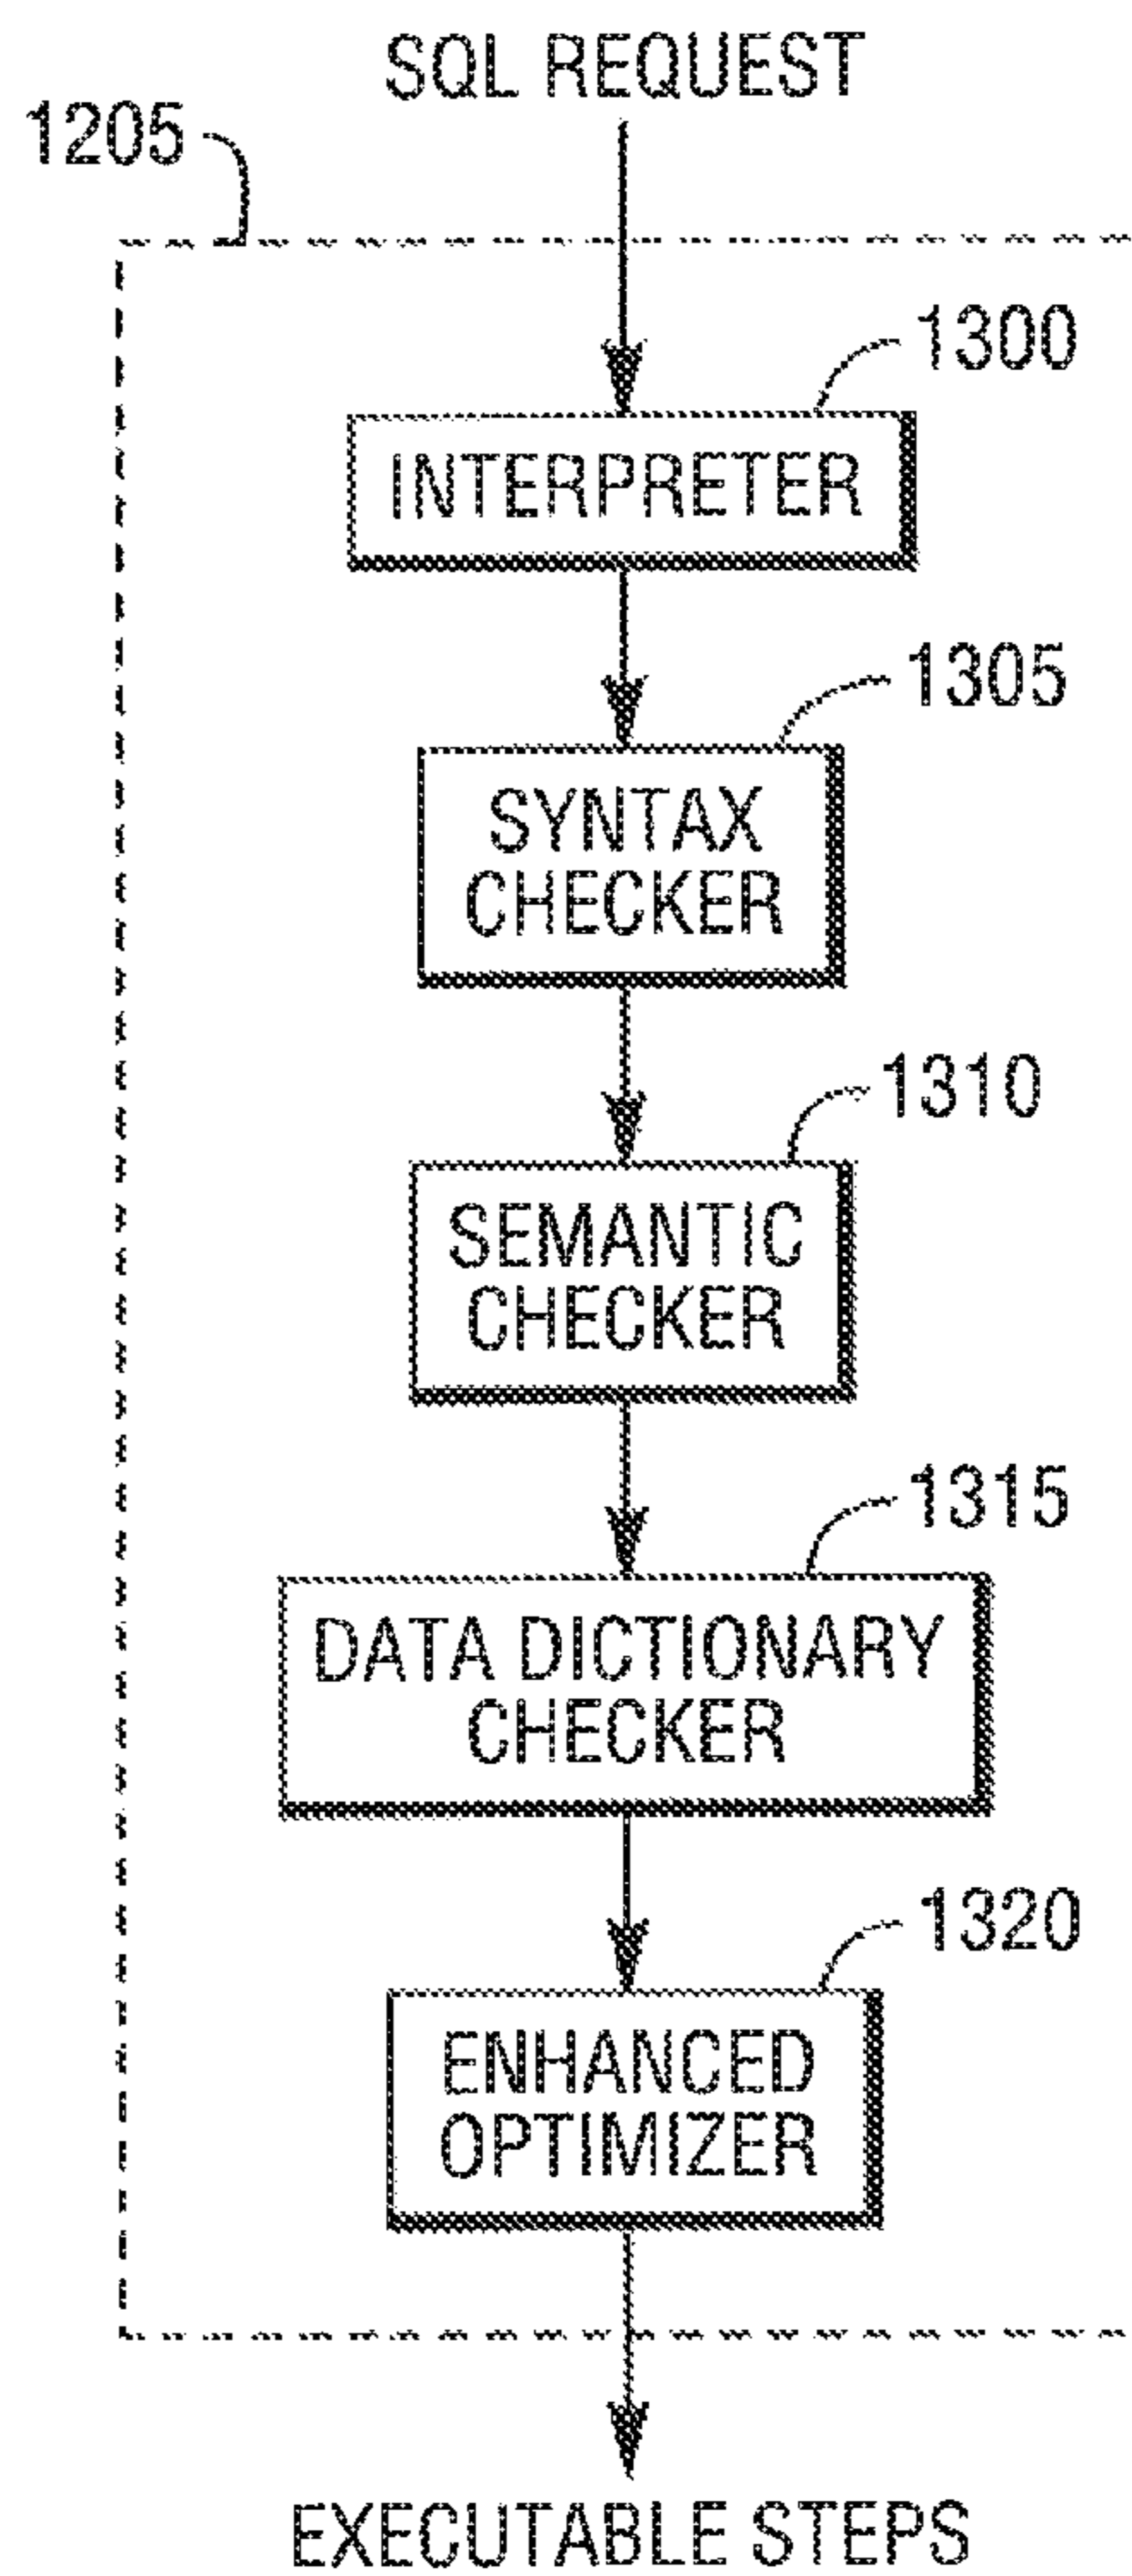 SQL REQUEST
1205
1300
INTERPRETER
1305
SYNTAX
CHECKER
1310
SEMANTIC
CHECKER
1315
DATA DICTIONARY
CHECKER
1320
ENHANCED
OPTIMIZER
EXECUTABLE STEPS